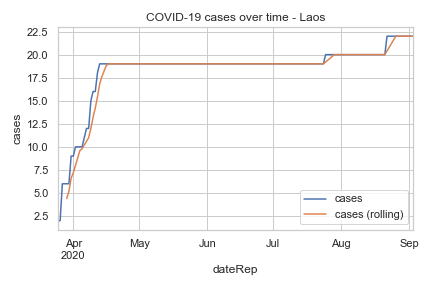 COVID-19 cases over time - Laos
22.5
20.0
17.5
15.0
12.5
10.0
7.5
5.0
2.5
cases
cases
cases (rolling)
Apr May Jun Jul Aug Sep
2020
dateRep